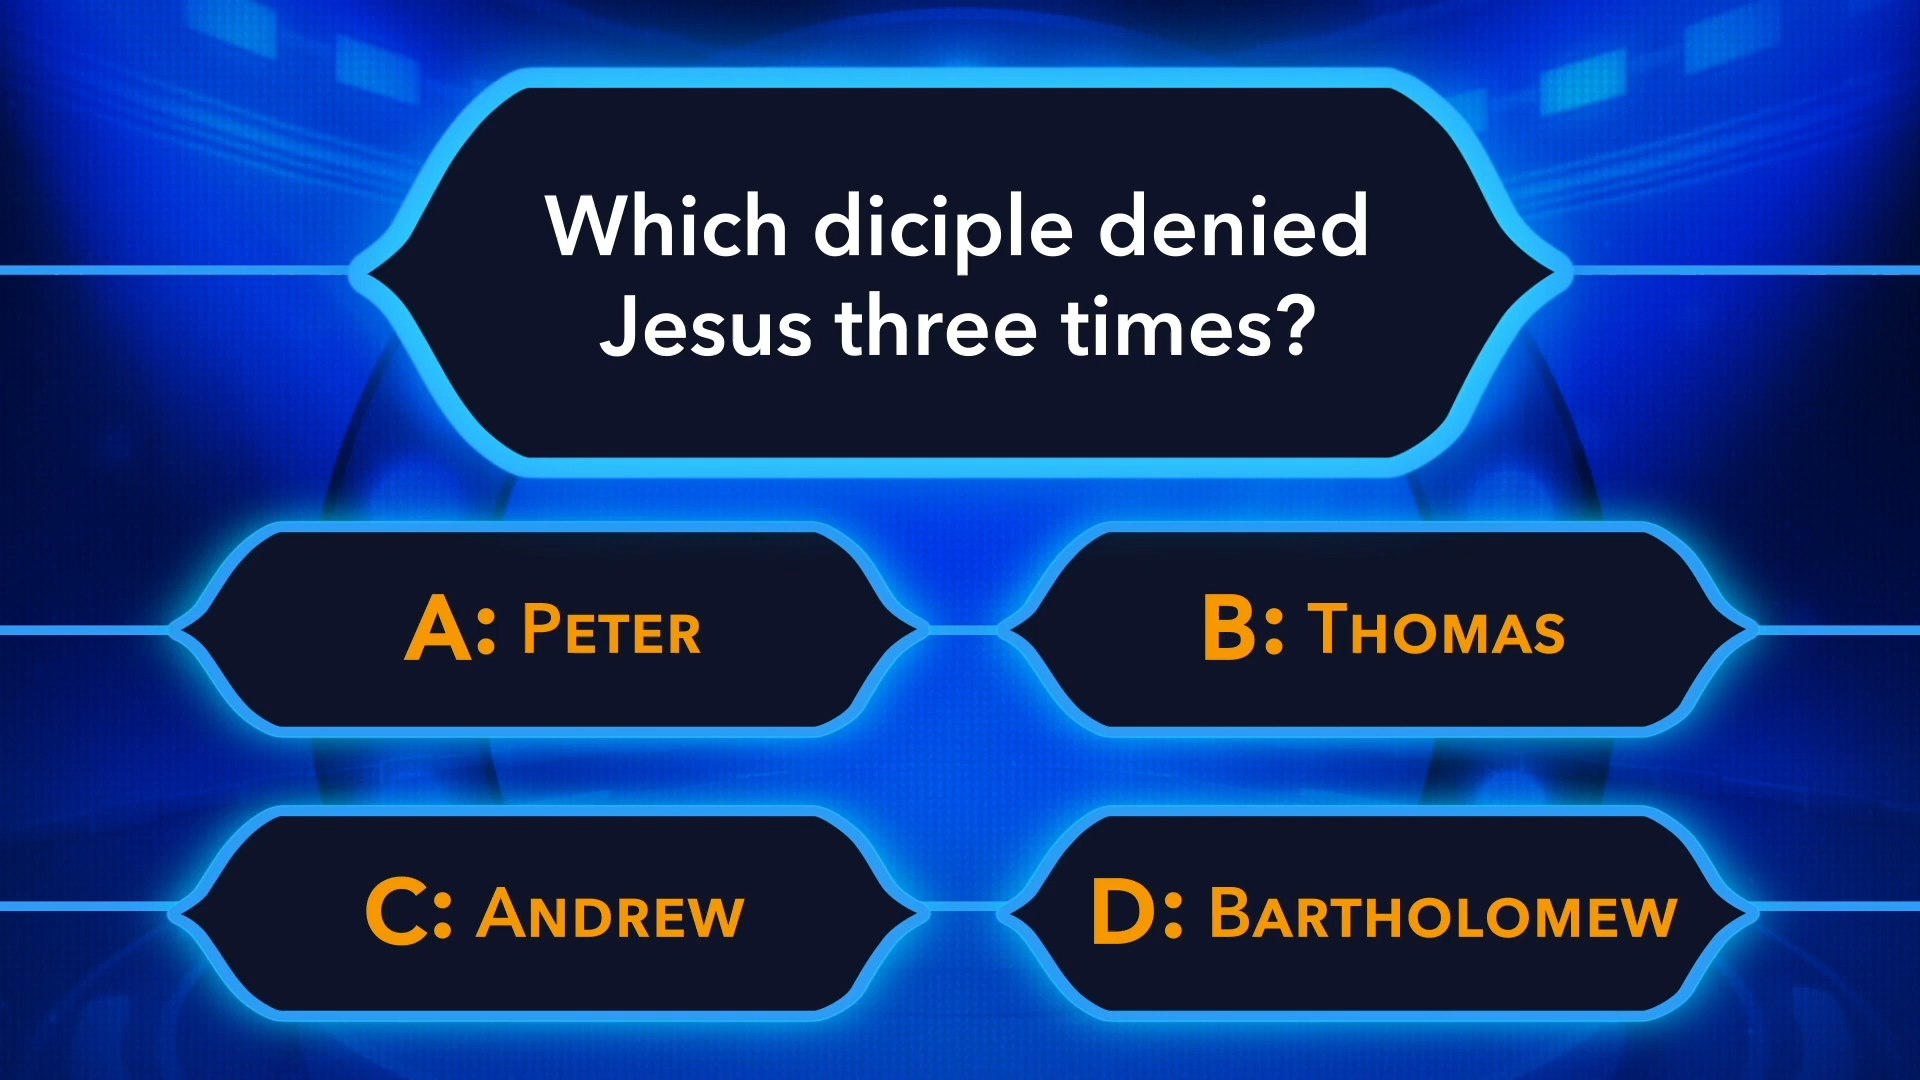 Which diciple denied
Jesus three times?
A: Peter
B: Thomas
C: Andrew
D: Bartholomew